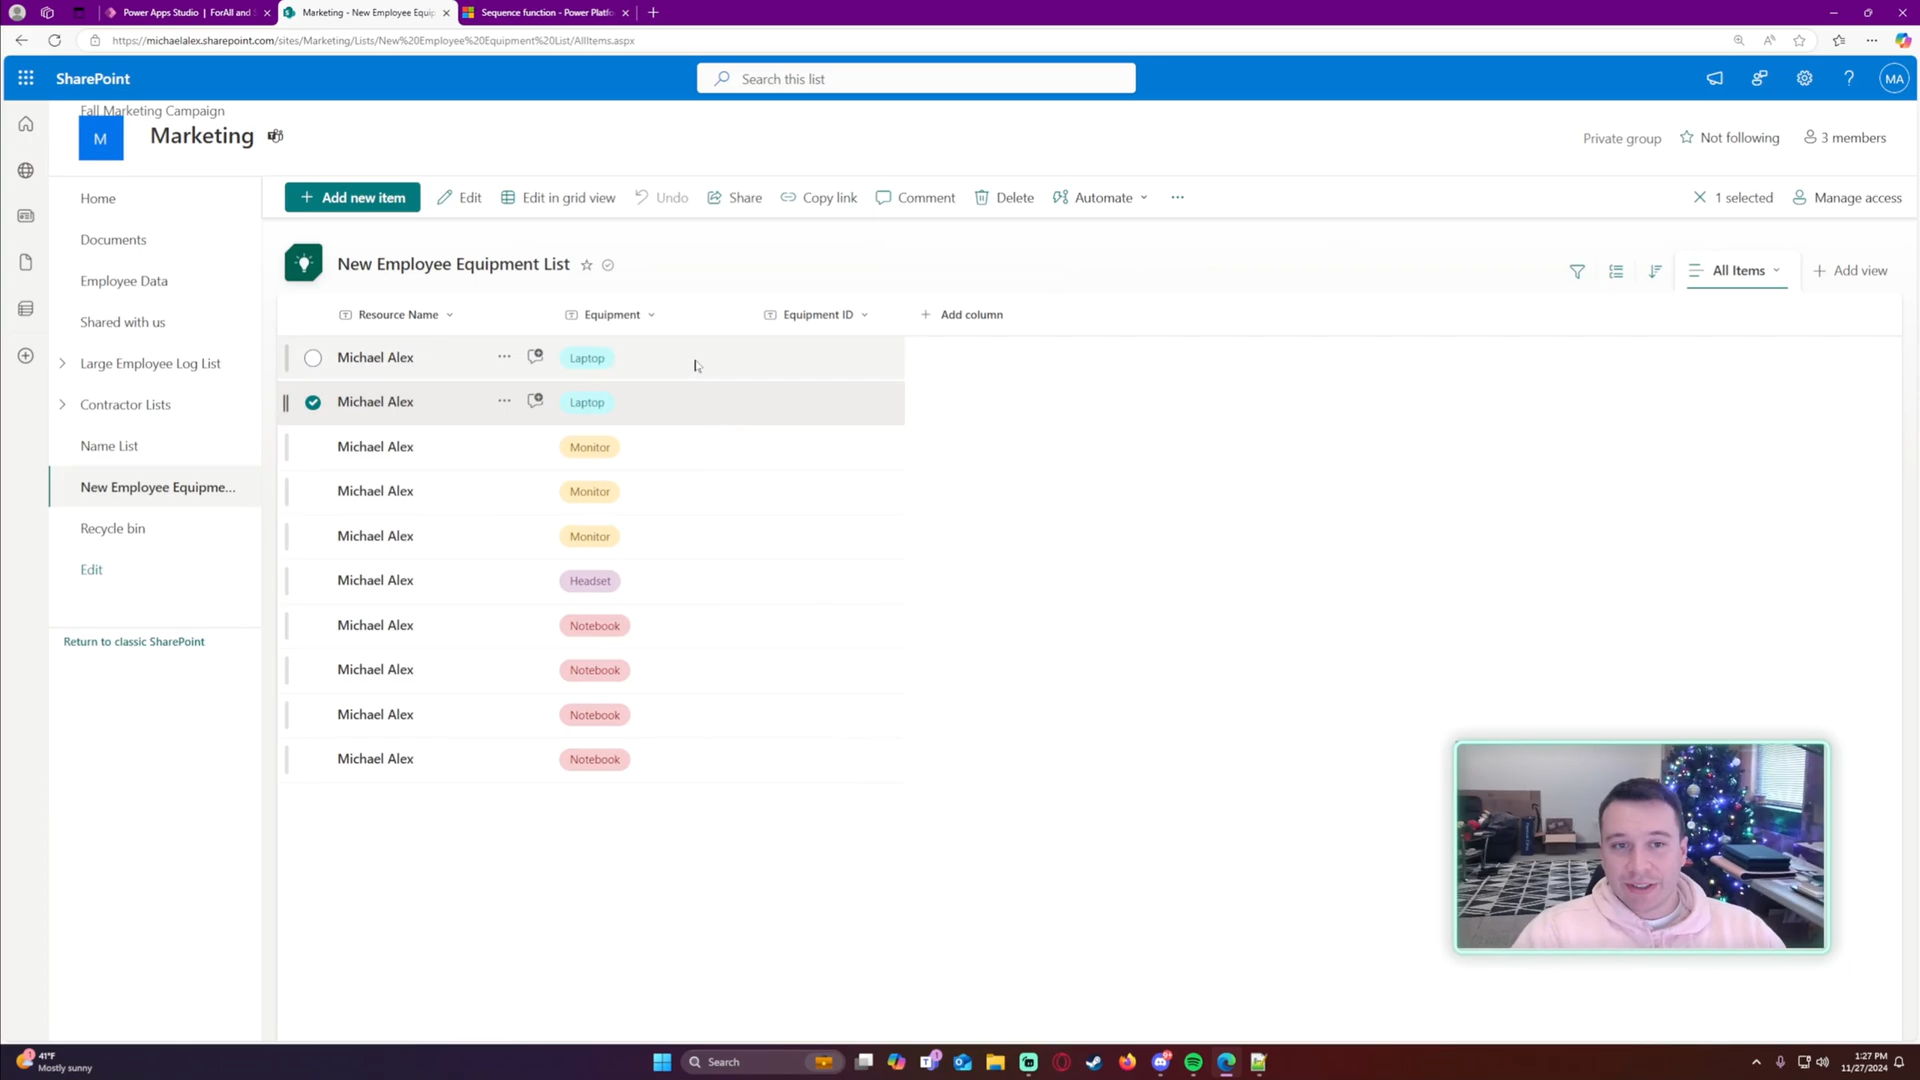 Power Apps Studio | ForAll and
Marketing - New Employee Equip
Sequence function - Power Platfo
https://michaelalex.sharepoint.com/sites/Marketing/Lists/New%20Employee%20Equipment%20List/AllItems.aspx
SharePoint
Search this list
MA
Fall Marketing Campaign
M
Marketing
Private group
Not following
3 members
Add new item
Edit
Edit in grid view
Undo
Share
Copy link
Comment
Delete
Automate
1 selected
Manage access
Home
Documents
Employee Data
Shared with us
Large Employee Log List
Contractor Lists
Name List
New Employee Equipme...
Recycle bin
Edit
Return to classic SharePoint
New Employee Equipment List
All Items
Add view
Resource Name
Equipment
Equipment ID
Add column
Michael Alex Laptop
Michael Alex Laptop
Michael Alex Monitor
Michael Alex Monitor
Michael Alex Monitor
Michael Alex Headset
Michael Alex Notebook
Michael Alex Notebook
Michael Alex Notebook
Michael Alex Notebook
41°F
Mostly sunny
Search
1:27 PM
11/27/2024